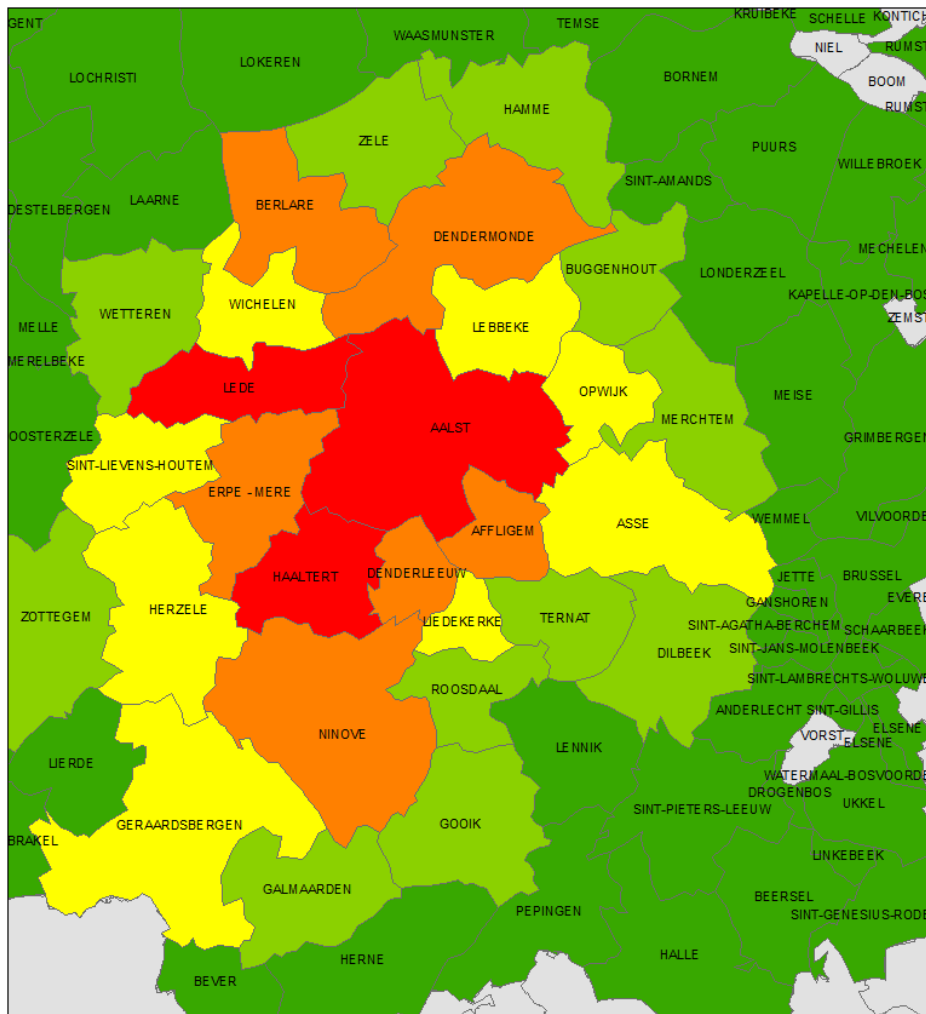 KRUIBEKE
SCHELLE
KONTICH
GENT
TEMSE
WAASMUNSTER
NIEL
RUMST
LOKEREN
LOCHRISTI
BORNEM
BOOM
HAMME
RUMST
ZELE
PUURS
WILLEBROEK
LAARNE
SINT-AMANDS
BERLARE
DESTELBERGEN
DENDERMONDE
MECHELEN
BUGGENHOUT
LONDERZEEL
KAPELLE-OP-DEN-BOS
WICHELEN
WETTEREN
ZEMST
MELLE
LEBBEKE
MERELBEKE
LEDE
OPWIJK
MEISE
MERCHTEM
AALST
OOSTERZELE
GRIMBERGEN
SINT-LIEVENS-HOUTEM
ERPE - MERE
VILVOORDE
WEMMEL
ASSE
AFFLIGEM
HAALTERT
DENDERLEEUW
JETTE
BRUSSEL
HERZELE
EVERE
GANSHOREN
ZOTTEGEM
TERNAT
LIEDEKERKE
SINT-AGATHA-BERCHEM
SCHAARBEEK
DILBEEK
SINT-JANS-MOLENBEEK
SINT-LAMBRECHTS-WOLUWE
ROOSDAAL
ANDERLECHT
SINT-GILLIS
ELSENE
NINOVE
VORST
ELSENE
LENNIK
LIERDE
WATERMAAL-BOSVOORDE
DROGENBOS
UKKEL
SINT-PIETERS-LEEUW
GERAARDSBERGEN
GOOIK
BRAKEL
LINKEBEEK
GALMAARDEN
BEERSEL
PEPINGEN
SINT-GENESIUS-RODE
HALLE
HERNE
BEVER